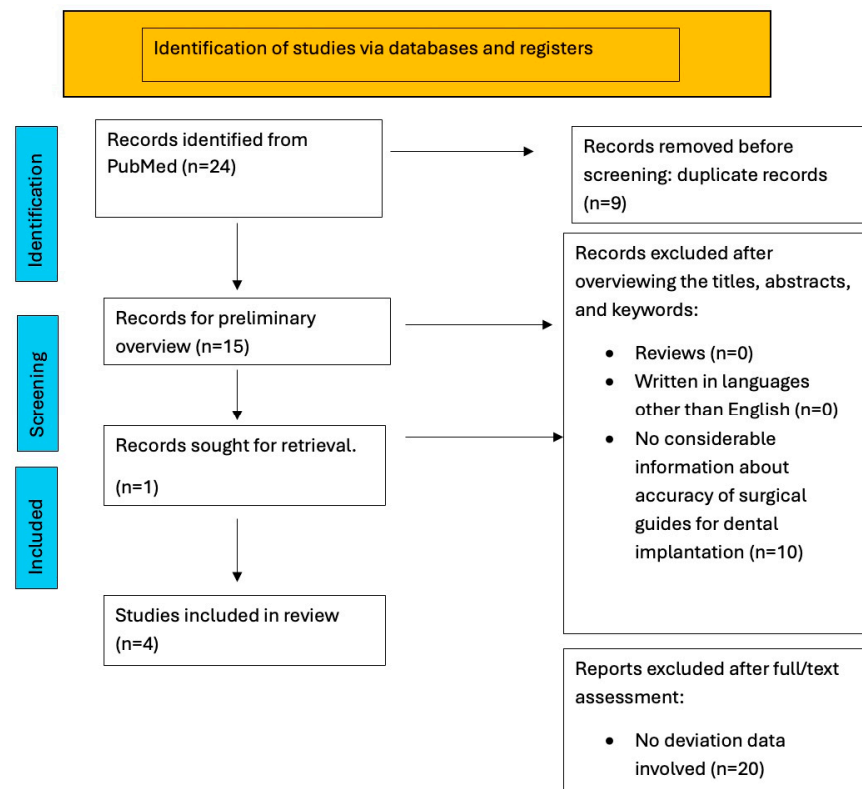 Identification of studies via databases and registers
Identification
Records identified from
PubMed (n=24)
Records removed before
screening: duplicate records
(n=9)
Screening
Records for preliminary
overview (n=15)
Records excluded after
overviewing the titles, abstracts,
and keywords:
• Reviews (n=0)
• Written in languages
other than English (n=0)
• No considerable
information about
accuracy of surgical
guides for dental
implantation (n=10)
Records sought for retrieval.
(n=1)
Included
Studies included in review
(n=4)
Reports excluded after full/text
assessment:
• No deviation data
involved (n=20)